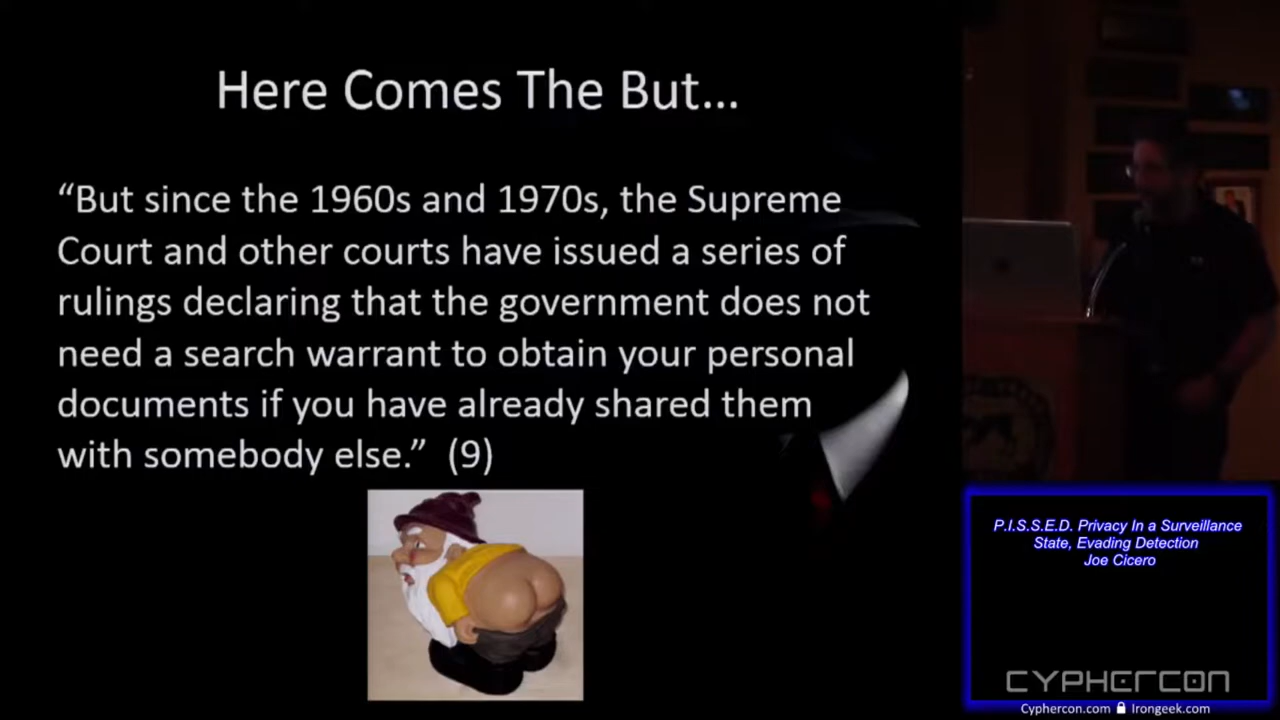 Here Comes The But...
“But since the 1960s and 1970s, the Supreme
Court and other courts have issued a series of
rulings declaring that the government does not
need a search warrant to obtain your personal
documents if you have already shared them
with somebody else.” (9)
P.I.S.S.E.D. Privacy In a Surveillance
State, Evading Detection
Joe Cicero
CYPHERCON
Cyphercon.com Irongeek.com